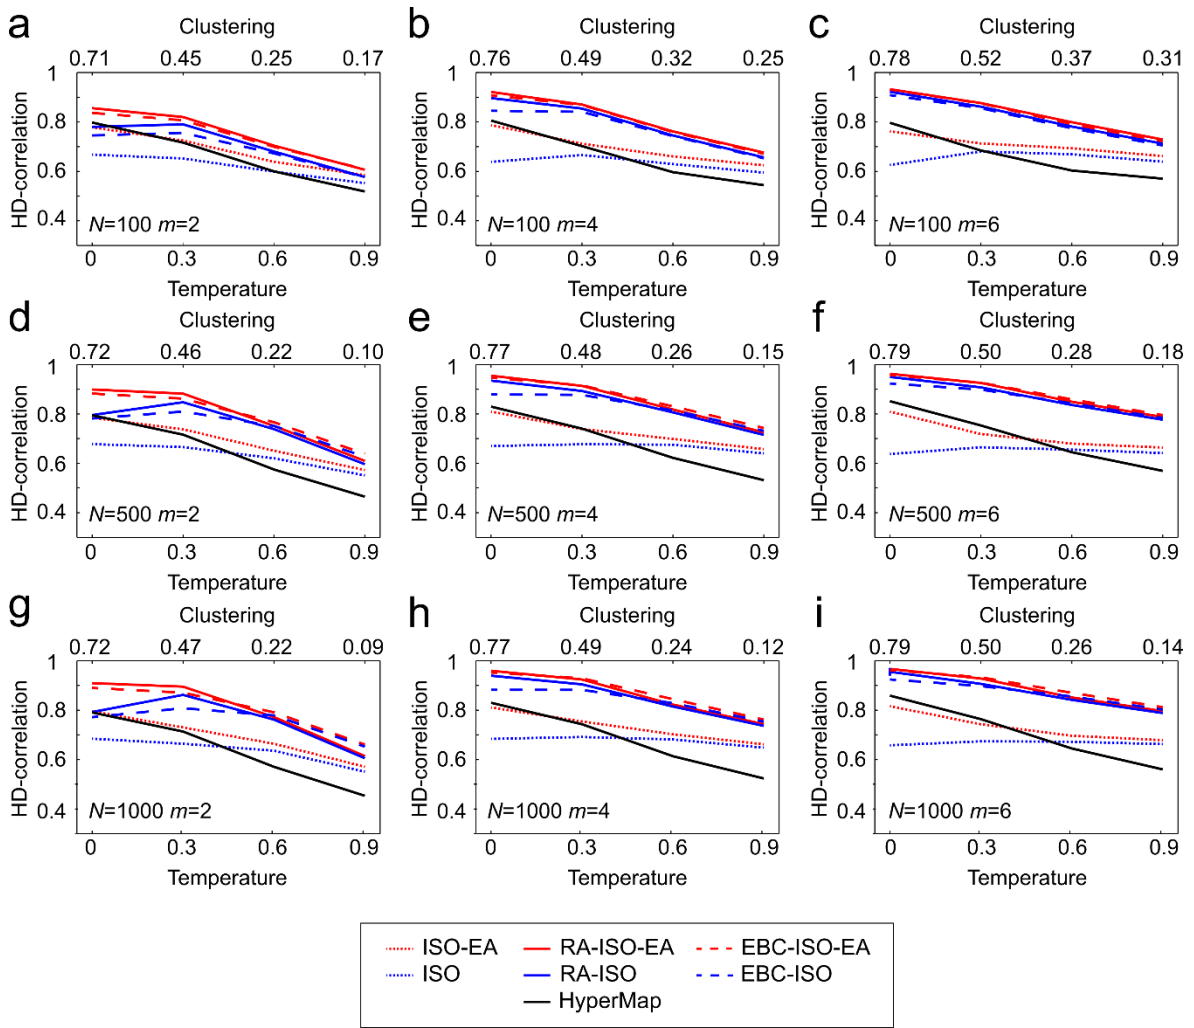 a
Clustering
0.71 0.45 0.25 0.17
1
0.8
0.6
0.4
HD-correlation
N=100 m=2
0 0.3 0.6 0.9
Temperature
b
Clustering
0.76 0.49 0.32 0.25
1
0.8
0.6
0.4
HD-correlation
N=100 m=4
0 0.3 0.6 0.9
Temperature
c
Clustering
0.78 0.52 0.37 0.31
1
0.8
0.6
0.4
HD-correlation
N=100 m=6
0 0.3 0.6 0.9
Temperature
d
Clustering
0.72 0.46 0.22 0.10
1
0.8
0.6
0.4
HD-correlation
N=500 m=2
0 0.3 0.6 0.9
Temperature
e
Clustering
0.77 0.48 0.26 0.15
1
0.8
0.6
0.4
HD-correlation
N=500 m=4
0 0.3 0.6 0.9
Temperature
f
Clustering
0.79 0.50 0.28 0.18
1
0.8
0.6
0.4
HD-correlation
N=500 m=6
0 0.3 0.6 0.9
Temperature
g
Clustering
0.72 0.47 0.22 0.09
1
0.8
0.6
0.4
HD-correlation
N=1000 m=2
0 0.3 0.6 0.9
Temperature
h
Clustering
0.77 0.49 0.24 0.12
1
0.8
0.6
0.4
HD-correlation
N=1000 m=4
0 0.3 0.6 0.9
Temperature
i
Clustering
0.79 0.50 0.26 0.14
1
0.8
0.6
0.4
HD-correlation
N=1000 m=6
0 0.3 0.6 0.9
Temperature
ISO-EA RA-ISO-EA EBC-ISO-EA
ISO RA-ISO EBC-ISO
HyperMap